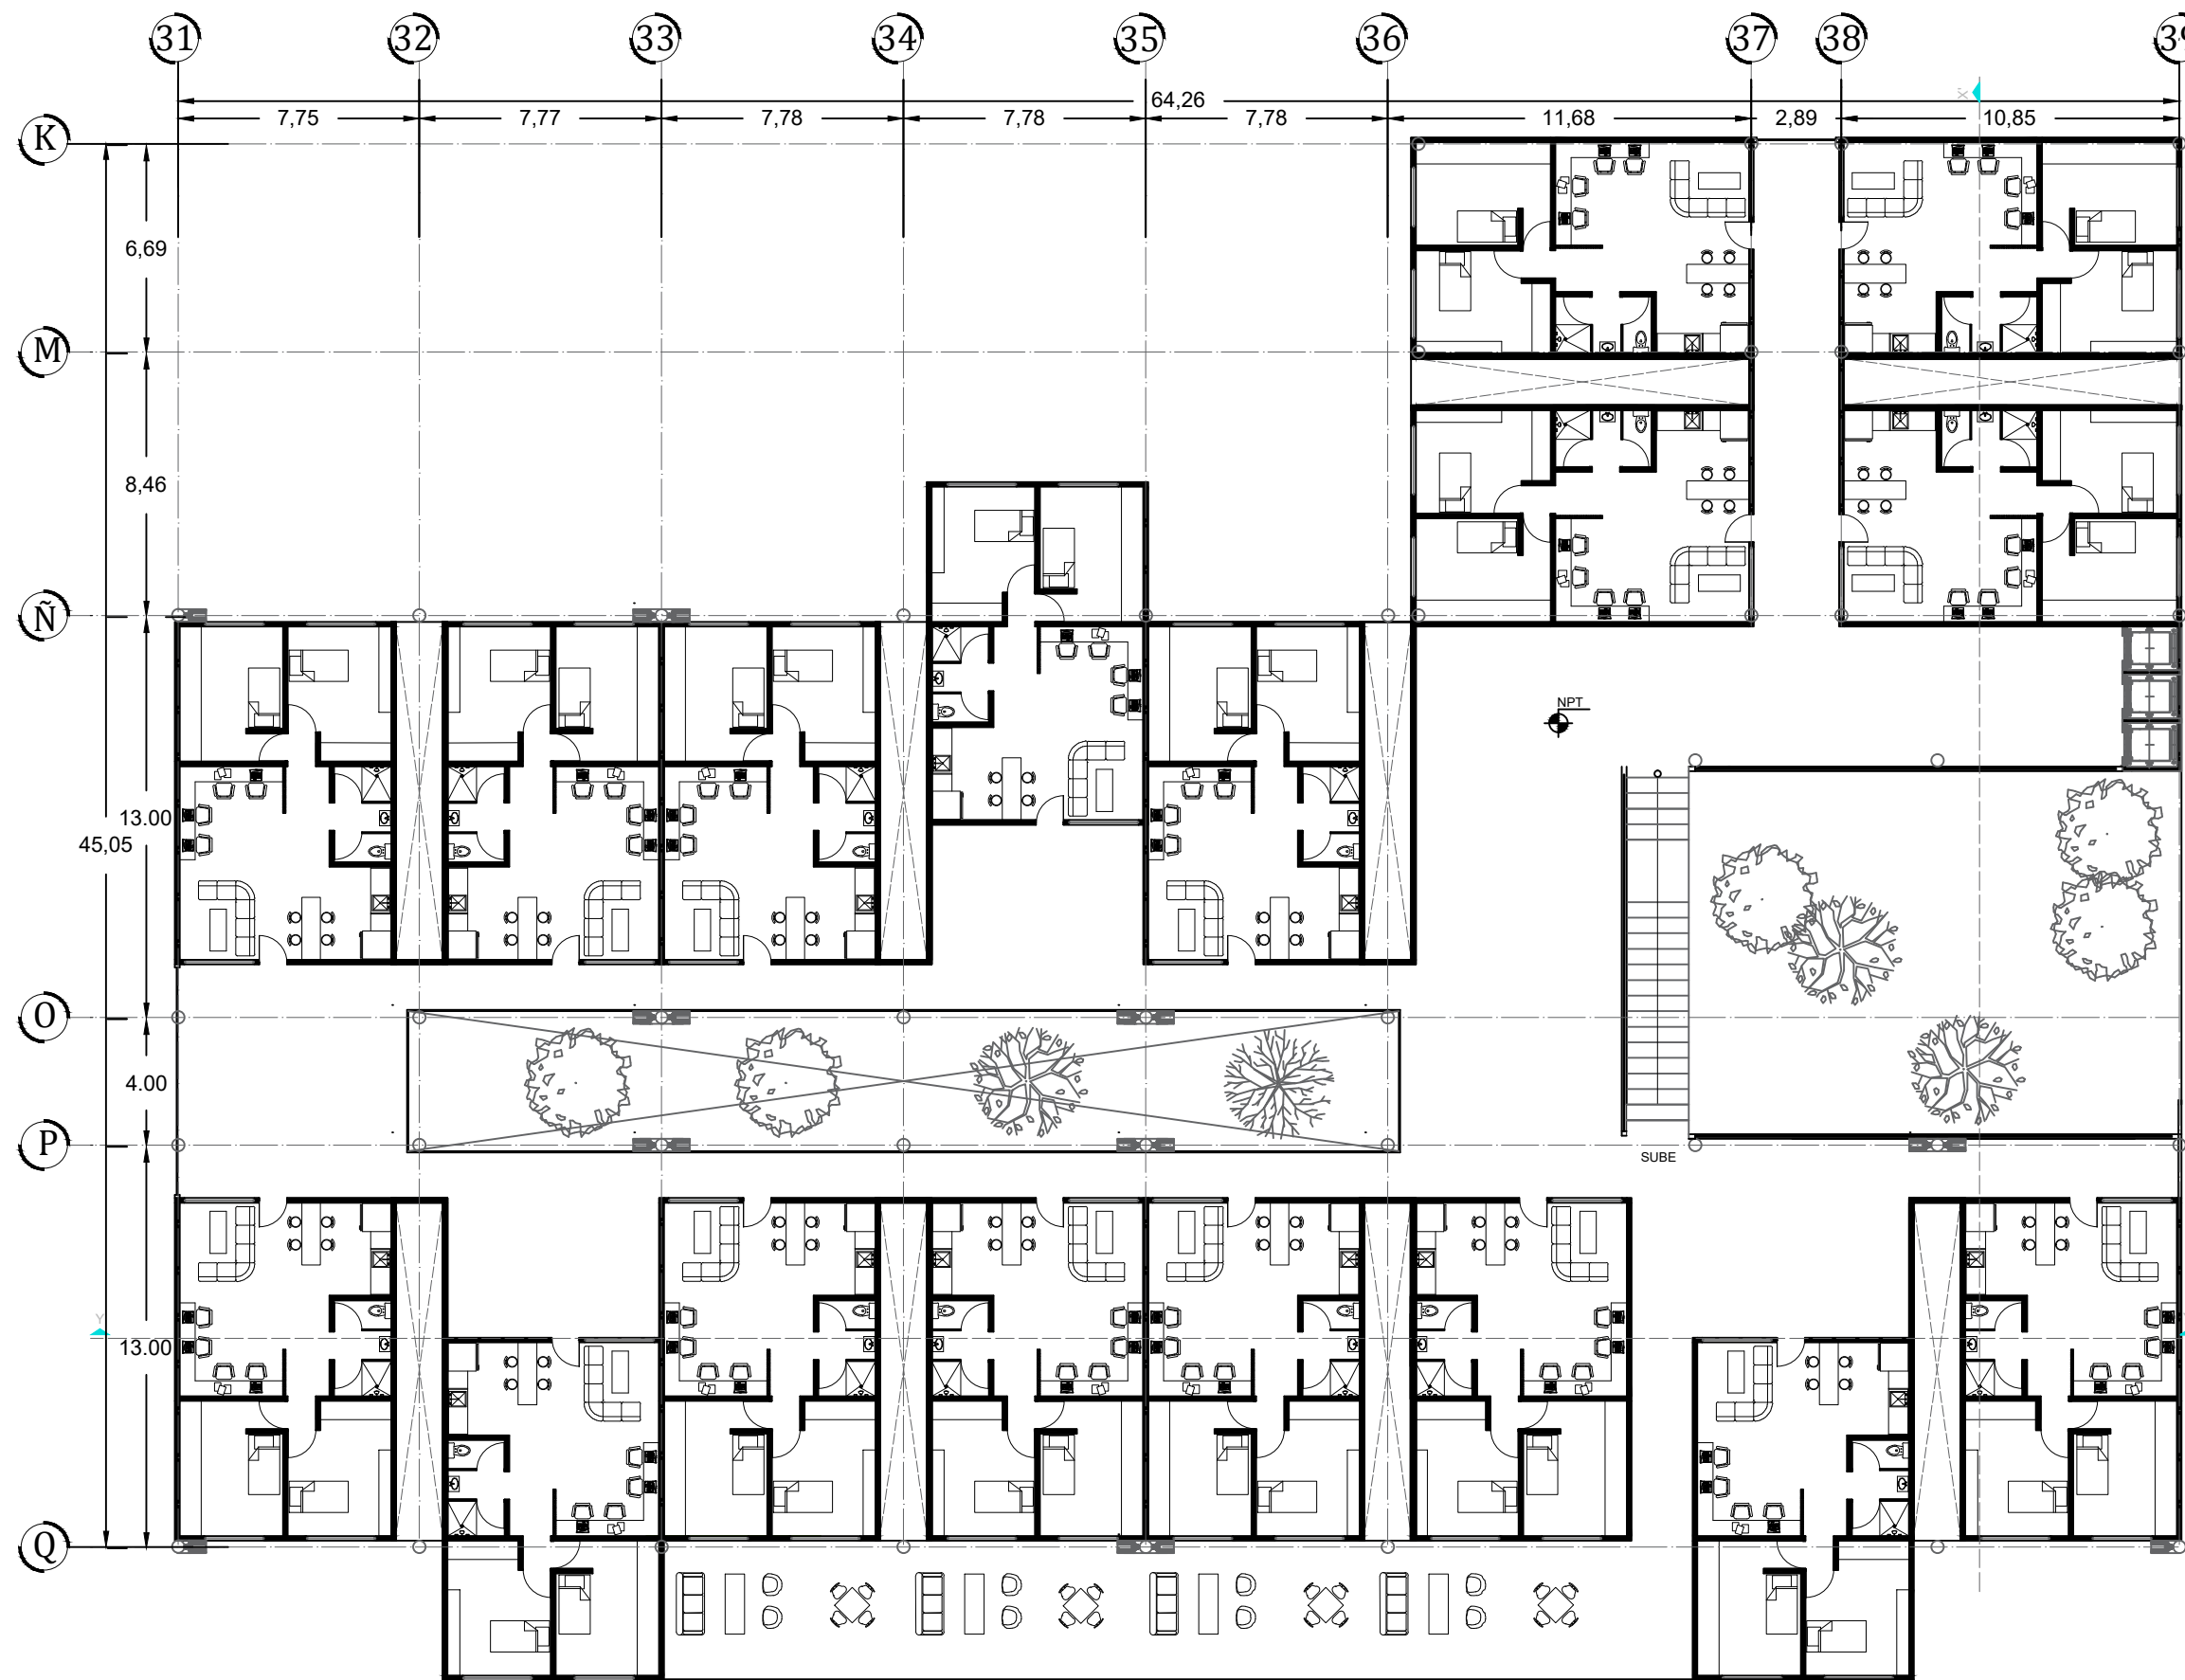 31 32 33 34 35 36 37 38 39
64,26
7,75 7,77 7,78 7,78 7,78 11,68 2,89 10,85
X
K
6,69
M
8,46
Ñ
NPT
13.00
45,05
O
4.00
P
SUBE
Y
13.00
Q